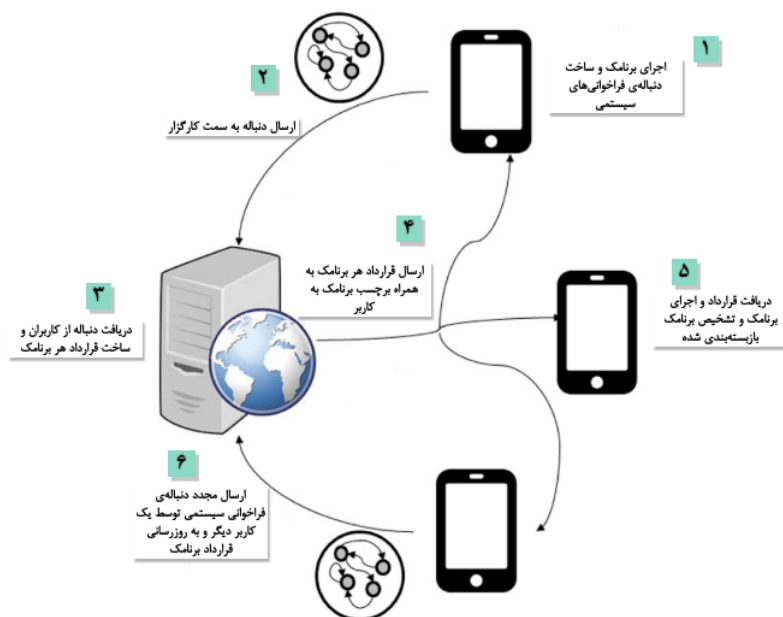 ۱
اجرای برنامک و ساخت
دنباله‌ی فراخوانی‌های
سیستمی
۲
ارسال دنباله به سمت کارگزار
۳
دریافت دنباله از کاربران و
ساخت قرارداد هر برنامک
۴
ارسال قرارداد هر برنامک به
همراه برچسب برنامک به
کاربر
۵
دریافت قرارداد و اجرای
برنامک و تشخیص برنامک
بازبسته‌بندی شده
۶
ارسال مجدد دنباله‌ی
فراخوانی سیستمی توسط یک
کاربر دیگر و به روزرسانی
قرارداد برنامک